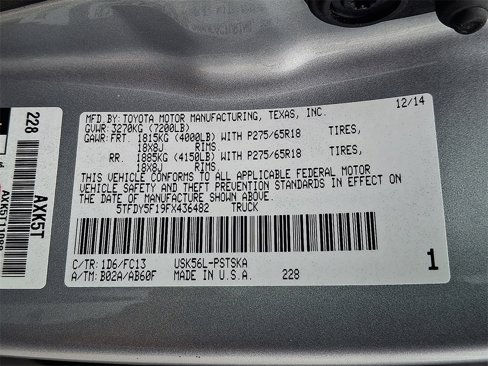 12/14
MFD.BY:TOYOTA MOTOR MANUFACTURING, TEXAS, INC.
GVWR: 3270KG (7200LB)
GAWR: FRT. 1815KG (4000LB) WITH P275/65R18 TIRES,
18X8J RIMS.
RR. 1885KG (4150LB) WITH P275/65R18 TIRES,
18X8J RIMS.
THIS VEHICLE CONFORMS TO ALL APPLICABLE FEDERAL MOTOR
VEHICLE SAFETY AND THEFT PREVENTION STANDARDS IN EFFECT ON
THE DATE OF MANUFACTURE SHOWN ABOVE.
5TFDY5F19FX436482 TRUCK
C/TR: 1D6/FC13 USK56L-PSTSKA
A/TM: B02A/AB60F MADE IN U.S.A. 228
1
228
AXK5T